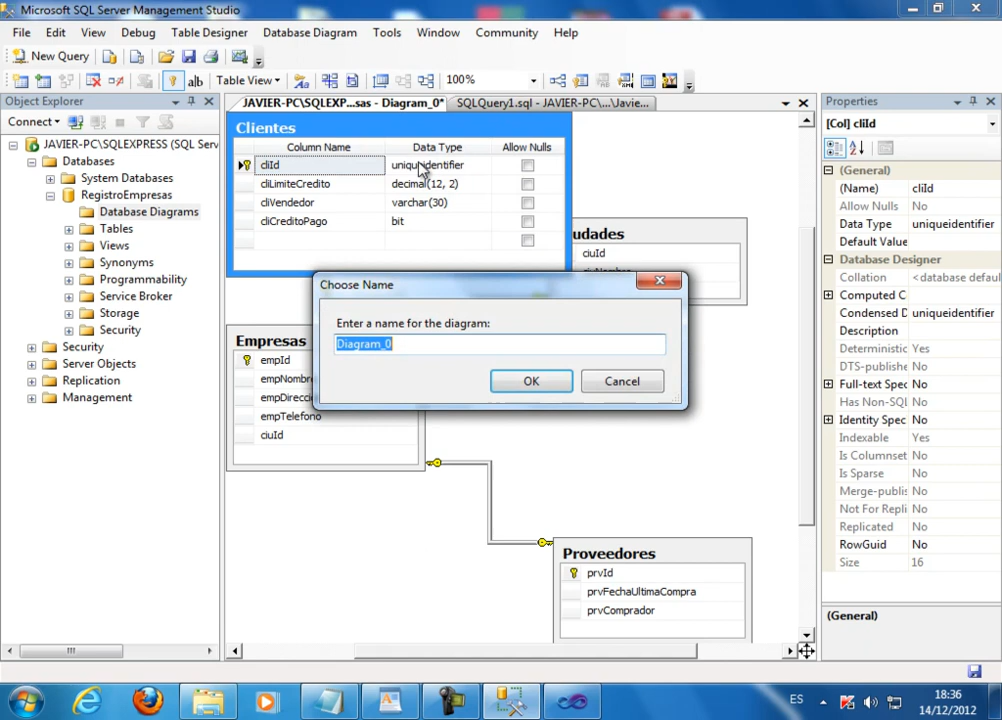 Microsoft SQL Server Management Studio
File Edit View Debug Table Designer Database Diagram Tools Window Community Help
New Query
Table View 100%
Object Explorer
Connect
JAVIER-PC\SQLEXPRESS (SQL Serv
Databases
System Databases
RegistroEmpresas
Database Diagrams
Tables
Views
Synonyms
Programmability
Service Broker
Storage
Security
Security
Server Objects
Replication
Management
JAVIER-PC\SQLEXP...sas - Diagram_0* SQLQuery1.sql - JAVIER-PC\...\Javie...
Clientes
Column Name Data Type Allow Nulls
cliId uniqueidentifier
cliLimiteCredito decimal(12, 2)
cliVendedor varchar(30)
cliCreditoPago bit
udades
ciuId
Choose Name
Enter a name for the diagram:
Diagram_0
OK Cancel
Empresas
empId
empNombre
empDirecci
empTelefono
ciuId
Proveedores
prvId
prvFechaUltimaCompra
prvComprador
Properties
[Col] cliId
(General)
(Name) cliId
Allow Nulls No
Data Type uniqueidentifier
Default Value
Database Designer
Collation <database defau
Computed C
Condensed D uniqueidentifier
Description
Deterministic Yes
DTS-publishe No
Full-text Spec No
Has Non-SQL No
Identity Spec No
Indexable Yes
Is Columnset No
Is Sparse No
Merge-publis No
Not For Repli No
Replicated No
RowGuid No
Size 16
(General)
ES
18:36
14/12/2012